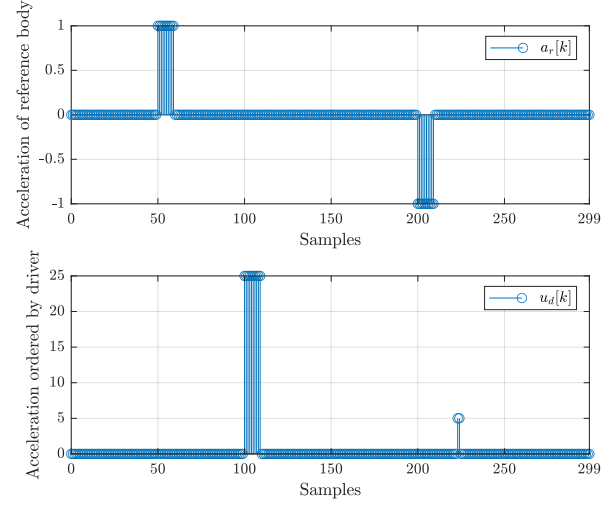 Acceleration of reference body
1
0.5
0
-0.5
-1
a_r[k]
0 50 100 150 200 250 299
Samples
Acceleration ordered by driver
25
20
15
10
5
0
u_d[k]
0 50 100 150 200 250 299
Samples